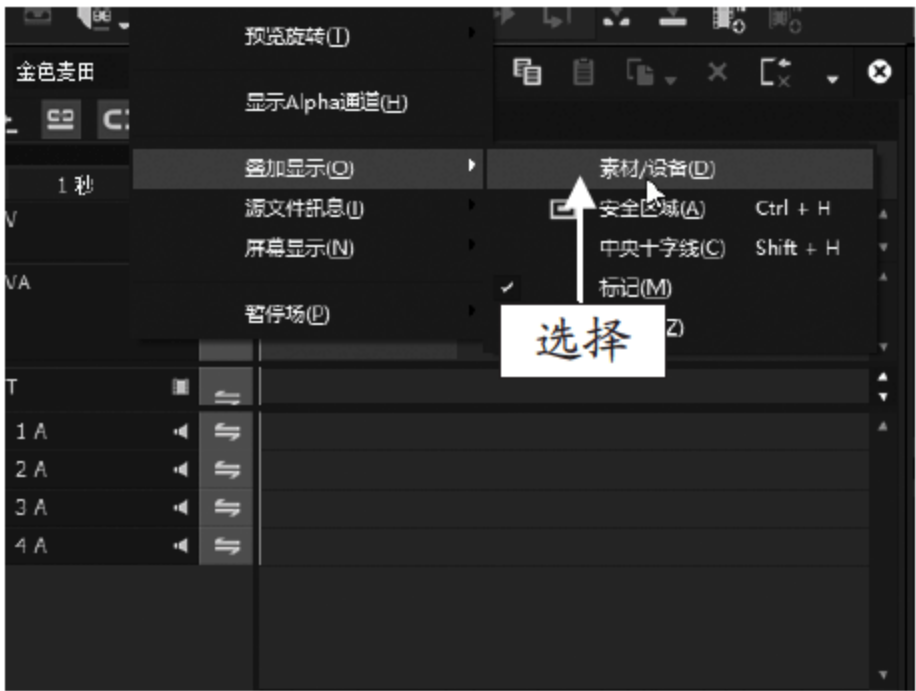 预览旋转(T)
金色麦田
显示Alpha通道(H)
叠加显示(O)
素材/设备(D)
1 秒
源文件訊息(I)
安全区域(A) Ctrl + H
V
屏幕显示(N)
中央十字线(C) Shift + H
VA
标记(M)
暂停场(P)
Z)
选择
T
1 A
2 A
3 A
4 A